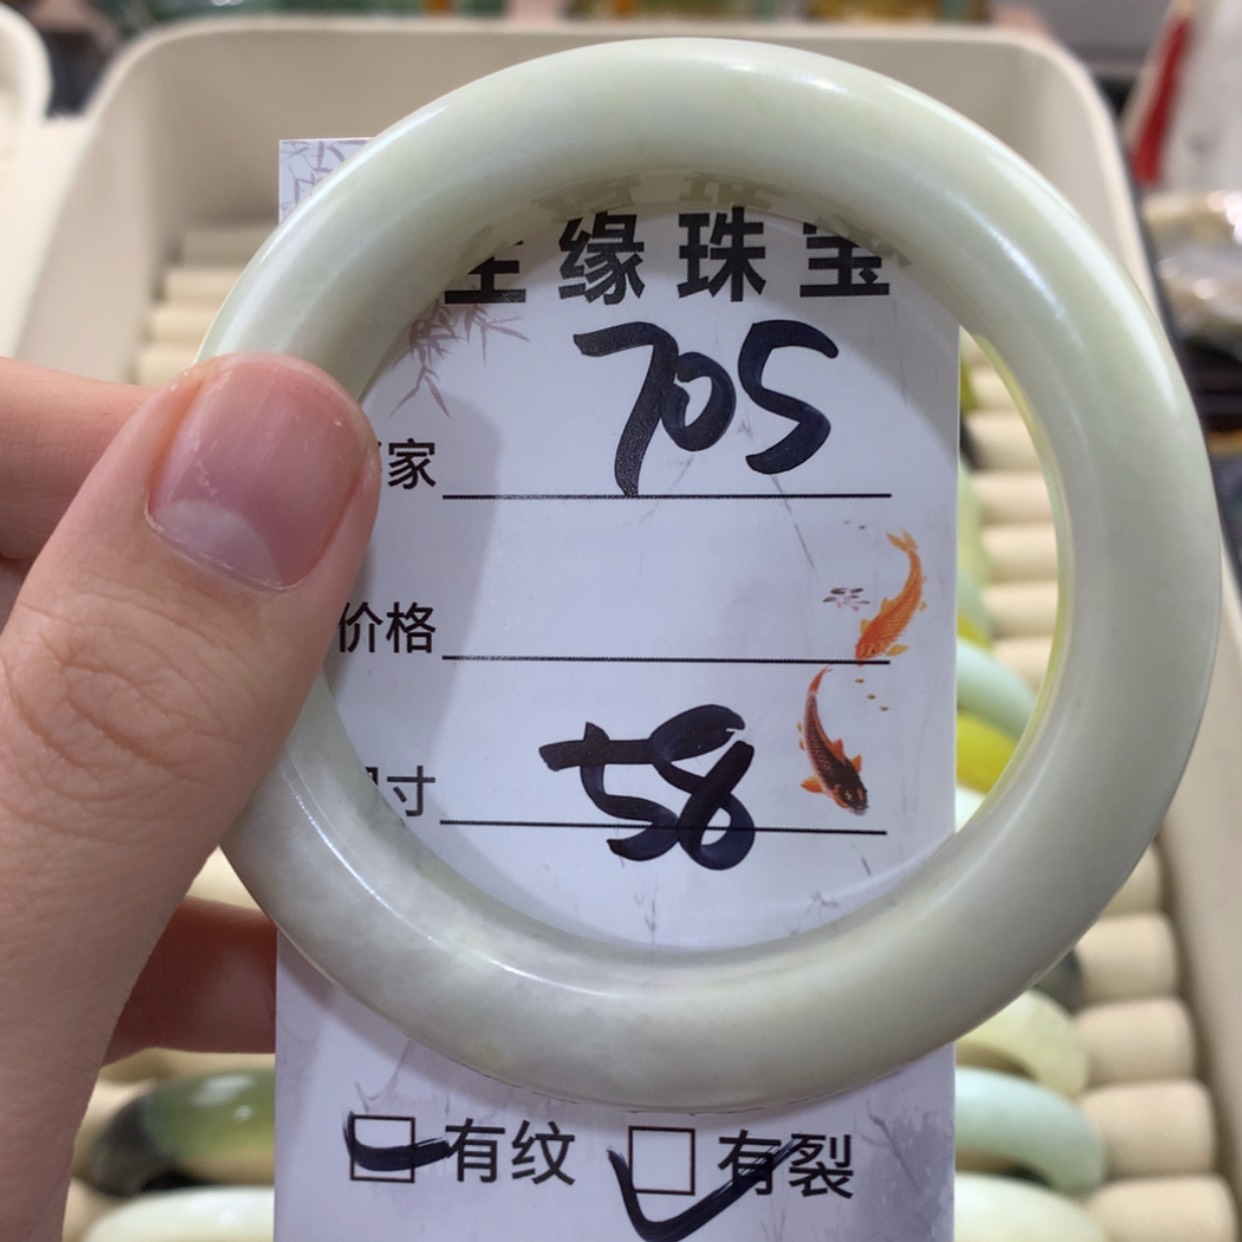 缘珠宝
705
家
价格
寸 58
有纹 有裂